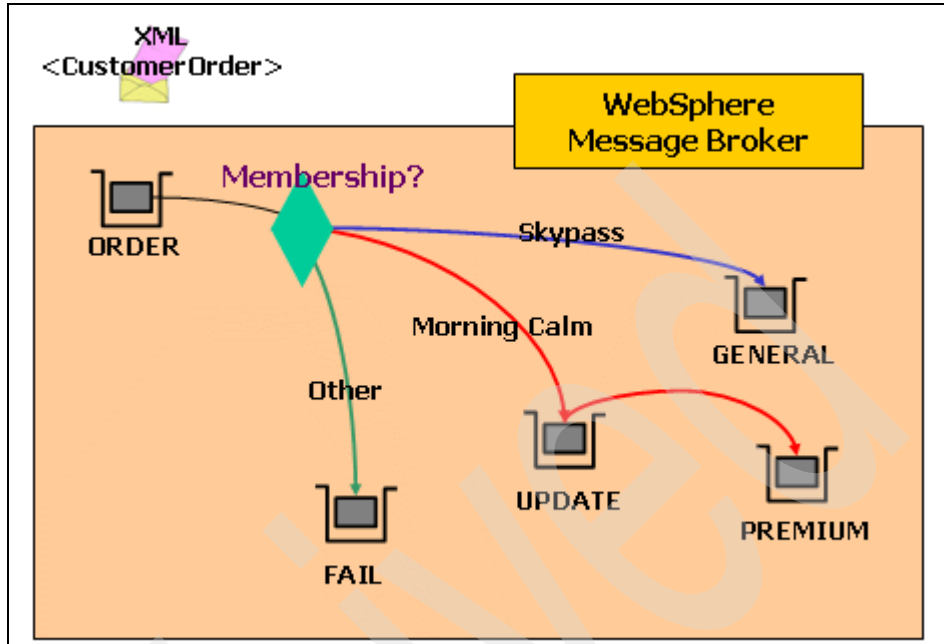 XML
<CustomerOrder>
WebSphere
Message Broker
Membership?
ORDER
Skypass
GENERAL
Morning Calm
Other
UPDATE
PREMIUM
FAIL